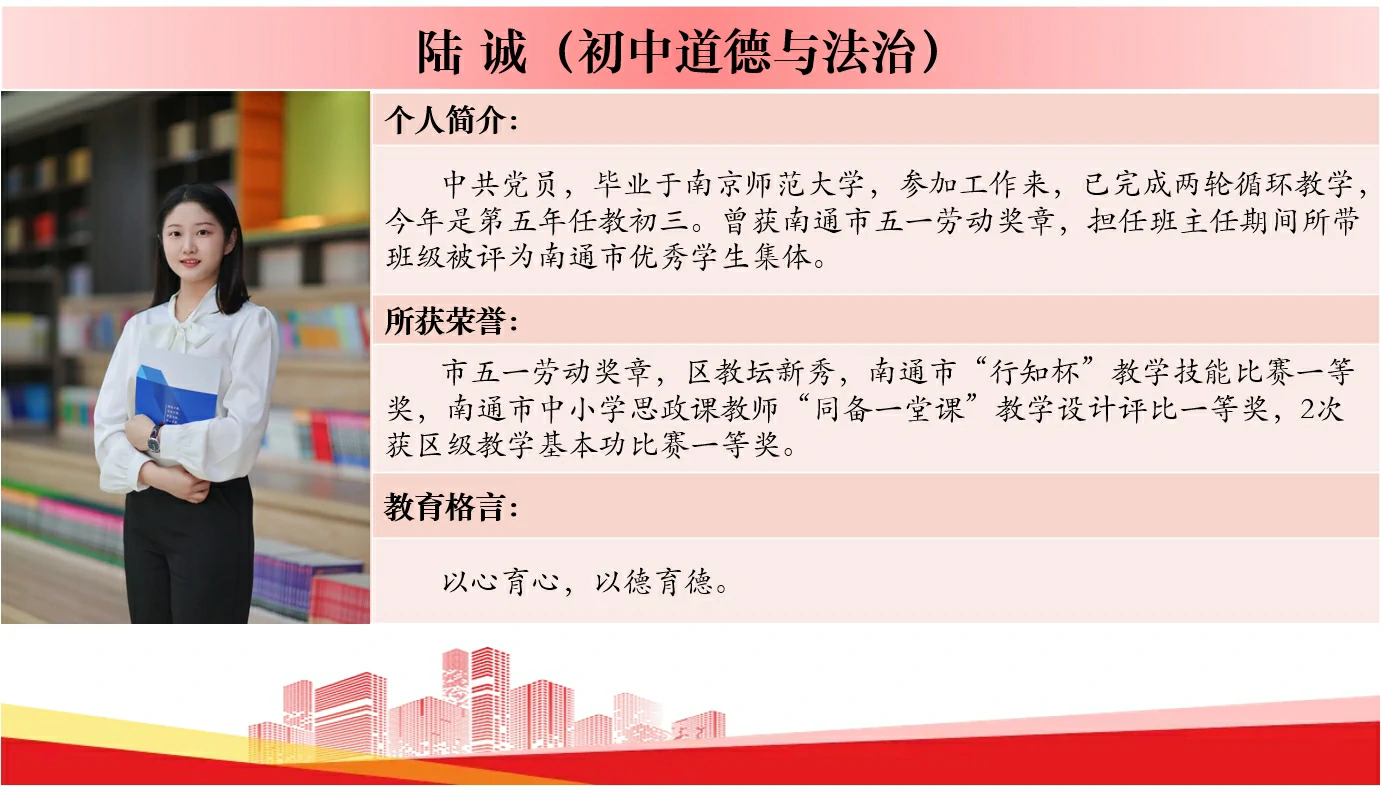 陆 诚（初中道德与法治）
个人简介：
中共党员，毕业于南京师范大学，参加工作来，已完成两轮循环教学，
今年是第五年任教初三。曾获南通市五一劳动奖章，担任班主任期间所带
班级被评为南通市优秀学生集体。
所获荣誉：
市五一劳动奖章，区教坛新秀，南通市“行知杯”教学技能比赛一等
奖，南通市中小学思政课教师“同备一堂课”教学设计评比一等奖，2次
获区级教学基本功比赛一等奖。
教育格言：
以心育心，以德育德。